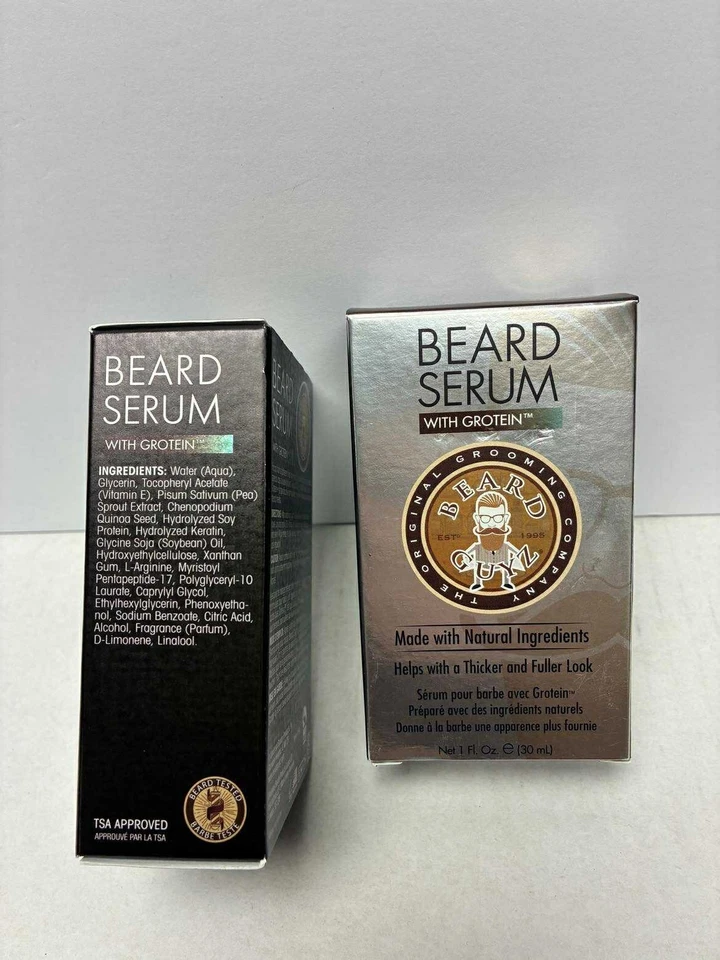 BEARD
SERUM
WITH GROTEIN™
INGREDIENTS: Water (Aqua),
Glycerin, Tocopheryl Acetate
(Vitamin E), Pisum Sativum (Pea)
Sprout Extract, Chenopodium
Quinoa Seed, Hydrolyzed Soy
Protein, Hydrolyzed Keratin,
Glycine Soja (Soybean) Oil,
Hydroxyethylcellulose, Xanthan
Gum, L-Arginine, Myristoyl
Pentapeptide-17, Polyglyceryl-10
Laurate, Caprylyl Glycol,
Ethylhexylglycerin, Phenoxyetha-
nol, Sodium Benzoate, Citric Acid,
Alcohol, Fragrance (Parfum),
D-Limonene, Linalool.
TSA APPROVED
APPROUVÉ PAR LA TSA
BEARD TESTED
BARBE TESTÉ
BEARD
SERUM
BEARD
SERUM
WITH GROTEIN™
THE ORIGINAL GROOMING COMPANY
BEARD
EST 1995
GUYZ
Made with Natural Ingredients
Helps with a Thicker and Fuller Look
Sérum pour barbe avec Grotein™
Préparé avec des ingrédients naturels
Donne à la barbe une apparence plus fournie
Net 1 Fl. Oz. ℮ (30 mL)